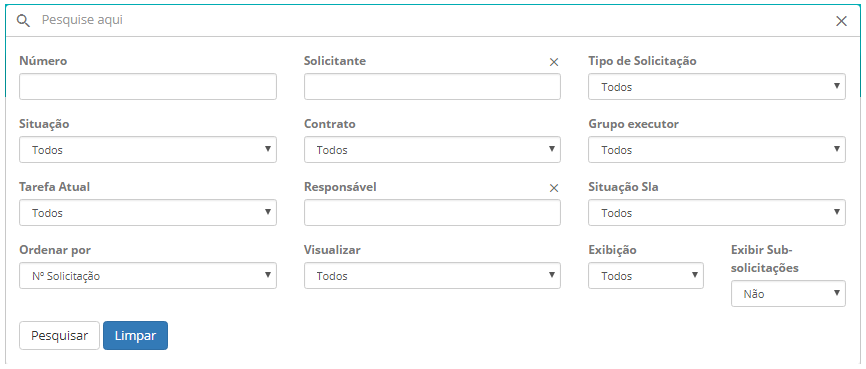 Pesquise aqui
Número Solicitante Tipo de Solicitação
Todos
Situação Contrato Grupo executor
Todos Todos Todos
Tarefa Atual Responsável Situação Sla
Todos Todos
Ordenar por Visualizar Exibição Exibir Sub-
solicitações
Nº Solicitação Todos Todos Não
Pesquisar Limpar